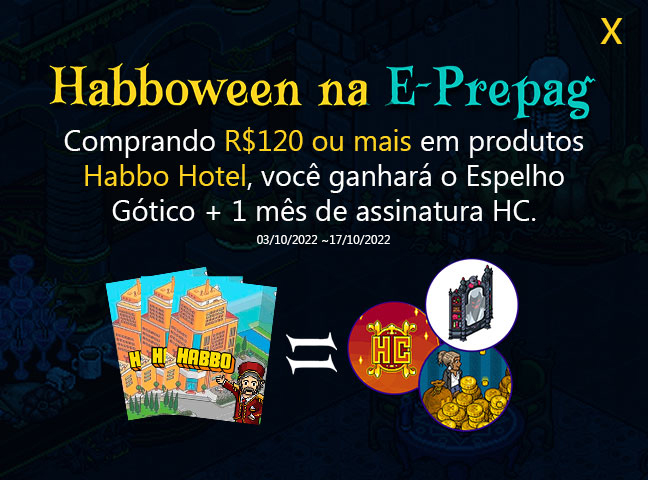 X
Habboween na E-Prepag
Comprando R$120 ou mais em produtos
Habbo Hotel, você ganhará o Espelho
Gótico + 1 mês de assinatura HC.
03/10/2022 ~17/10/2022
H H HABBO
HC